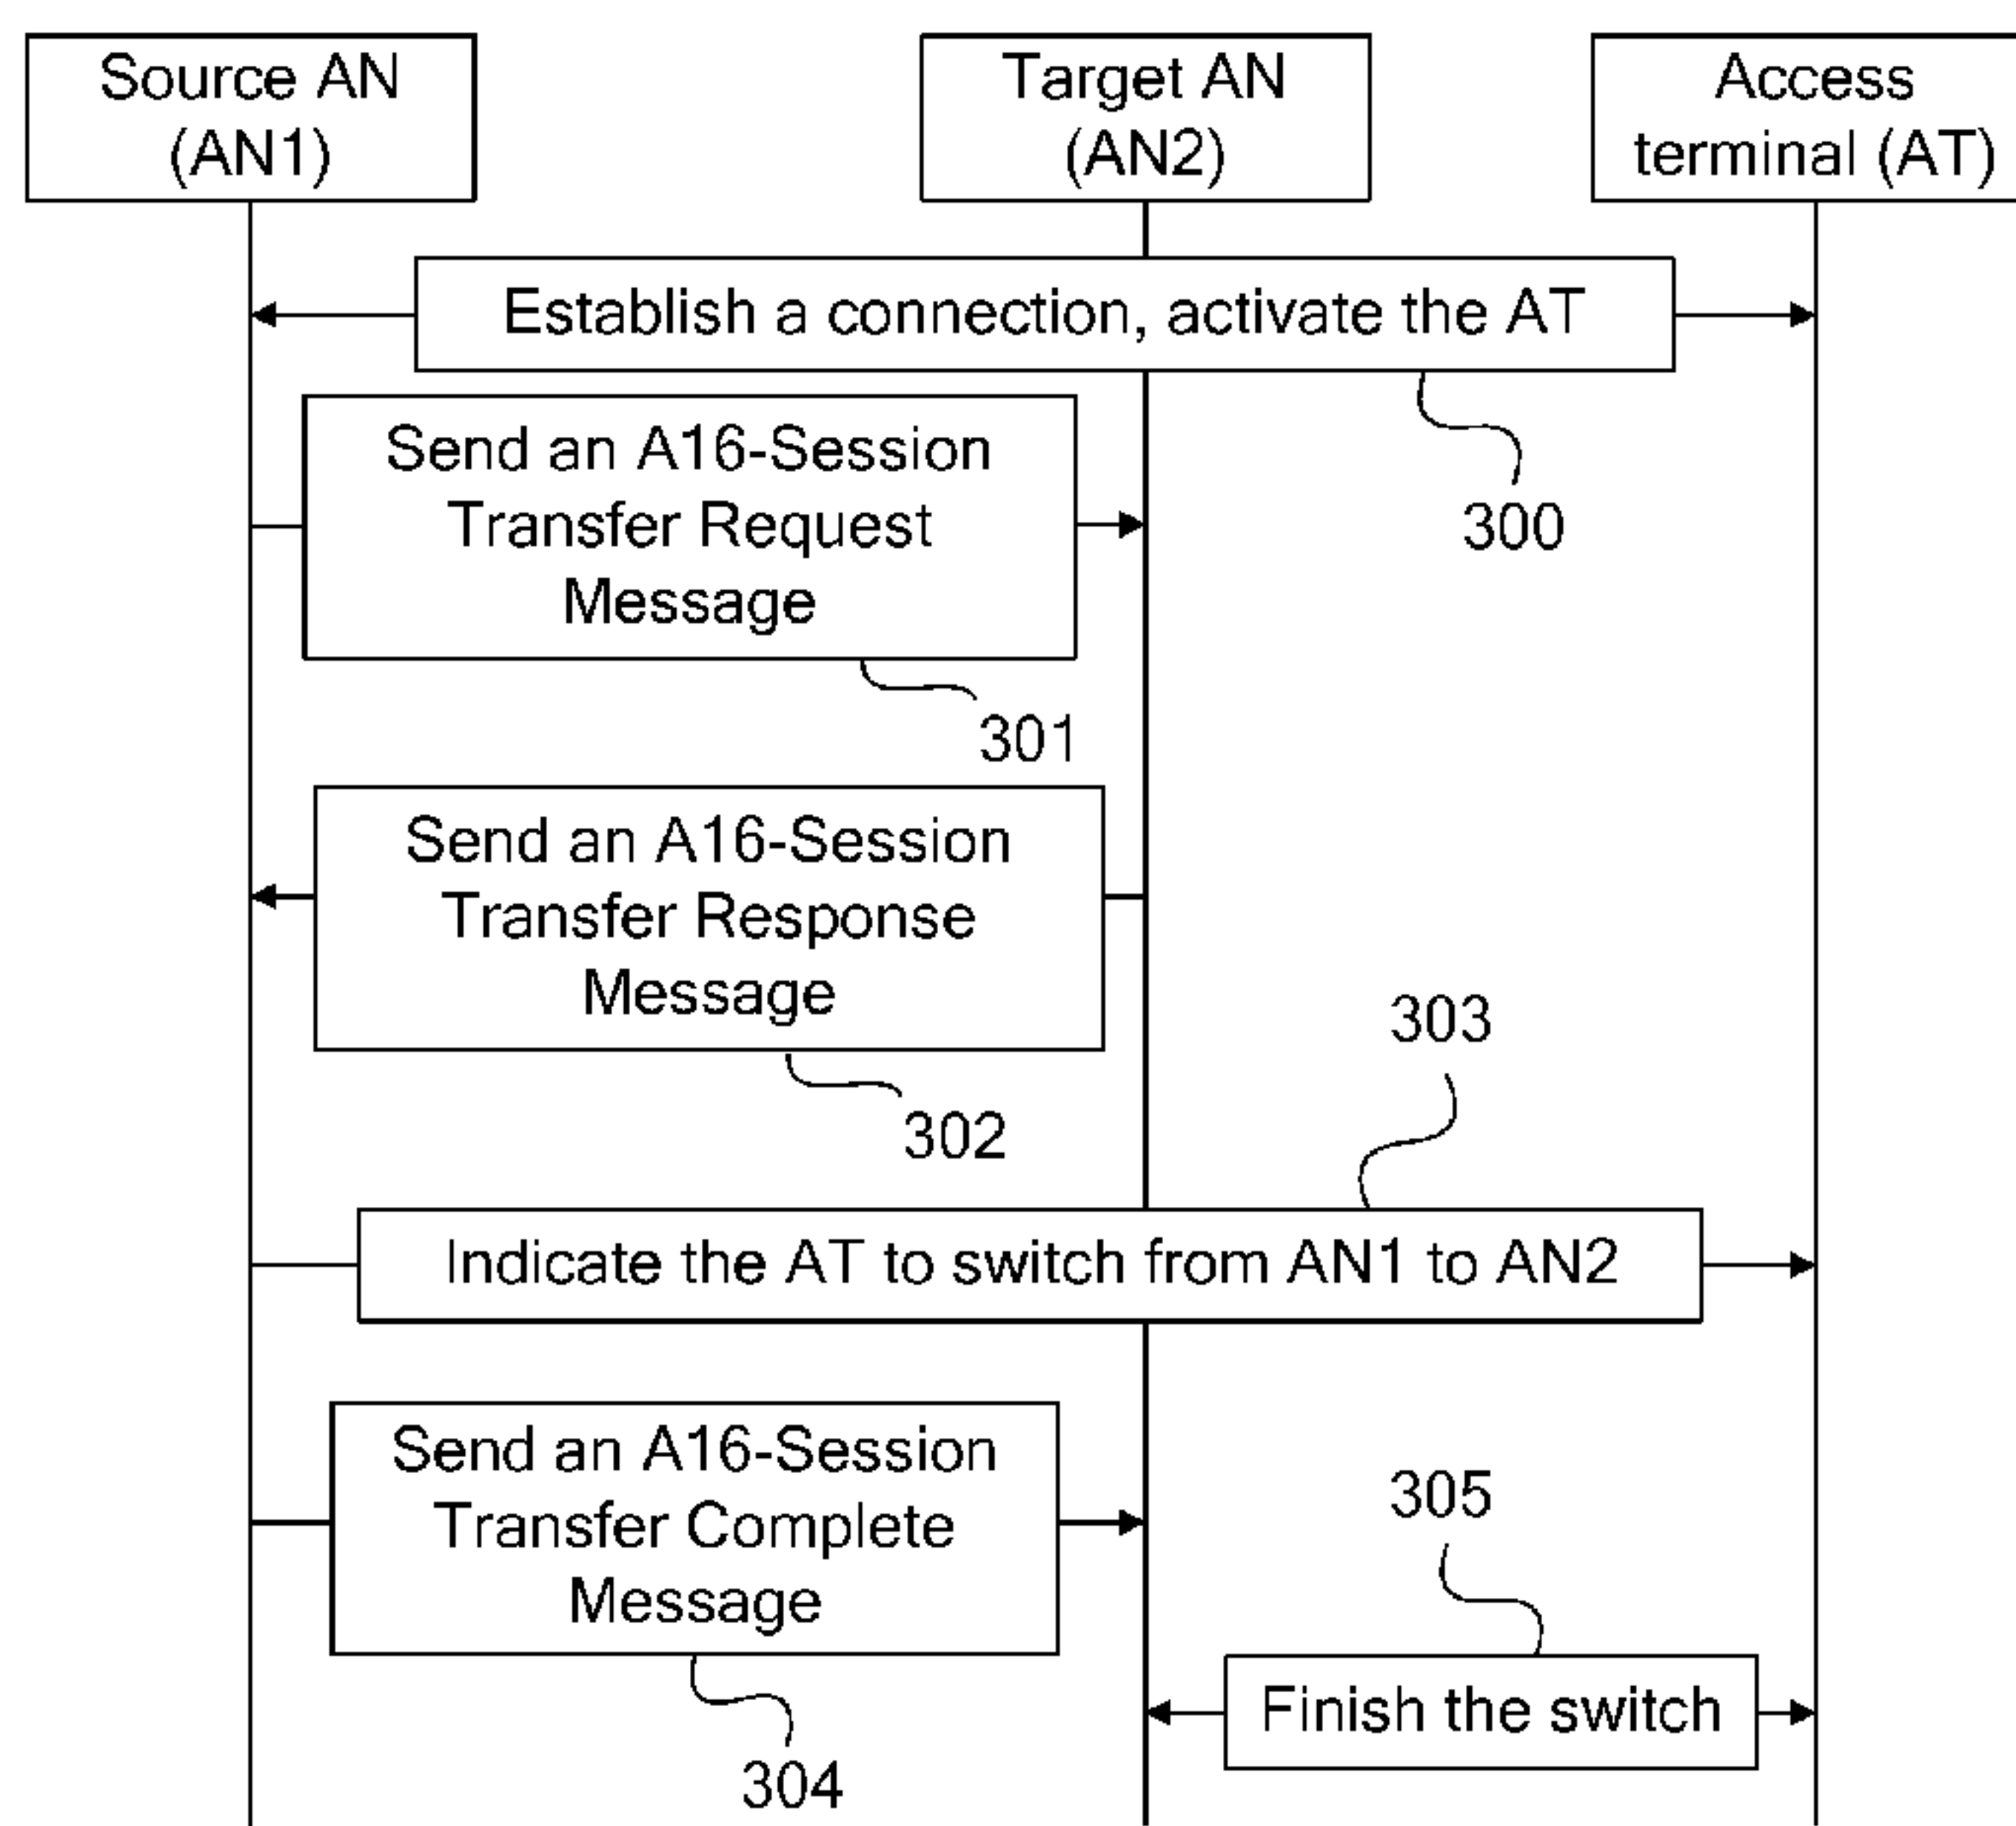 Source AN
(AN1)
Target AN
(AN2)
Access
terminal (AT)
Establish a connection, activate the AT
300
Send an A16-Session
Transfer Request
Message
301
Send an A16-Session
Transfer Response
Message
302
303
Indicate the AT to switch from AN1 to AN2
Send an A16-Session
Transfer Complete
Message
304
305
Finish the switch